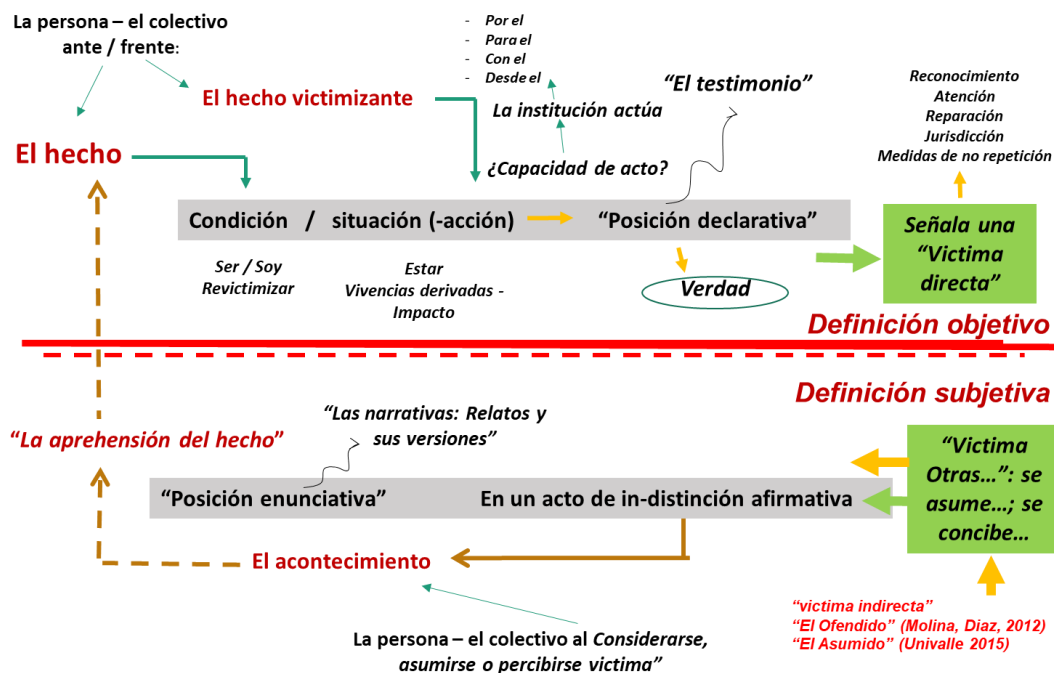 La persona – el colectivo
ante / frente:
- Por el
- Para el
- Con el
- Desde el
El hecho victimizante
La institución actúa
“El testimonio”
Reconocimiento
Atención
Reparación
Jurisdicción
Medidas de no repetición
El hecho
¿Capacidad de acto?
Condición / situación (-acción)
“Posición declarativa”
Señala una
“Victima
directa”
Ser / Soy
Revictimizar
Estar
Vivencias derivadas -
Impacto
Verdad
Definición objetivo
Definición subjetiva
“Las narrativas: Relatos y
sus versiones”
“La aprehensión del hecho”
“Victima
Otras…”: se
asume…; se
concibe…
“Posición enunciativa”
En un acto de in-distinción afirmativa
El acontecimiento
“victima indirecta”
“El Ofendido” (Molina, Diaz, 2012)
“El Asumido” (Univalle 2015)
La persona – el colectivo al Considerarse,
asumirse o percibirse victima”